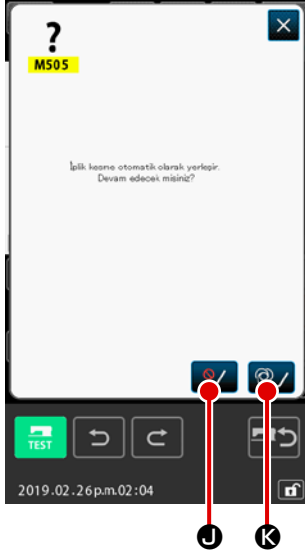 ?
M505
İplik kesme otomatik olarak yerleşir.
Devam edecek misiniz?
TEST
2019.02.26p.m.02:04
J K